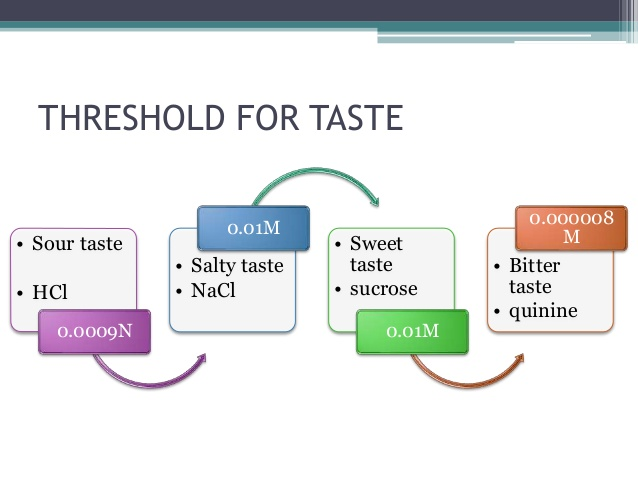 THRESHOLD FOR TASTE
• Sour taste
• HCl
0.0009N
0.01M
• Salty taste
• NaCl
• Sweet
taste
• sucrose
0.01M
0.000008
M
• Bitter
taste
• quinine